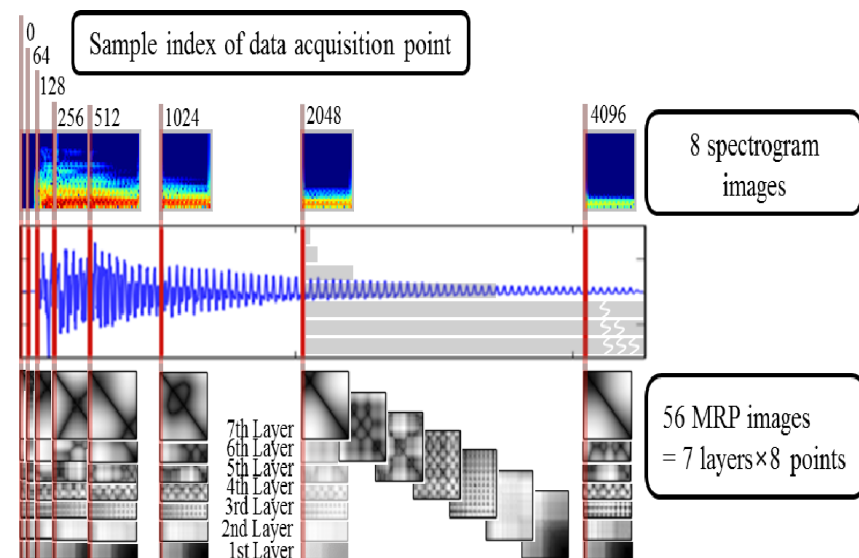 0
64
128
Sample index of data acquisition point
256
512
1024
2048
4096
8 spectrogram
images
7th Layer
6th Layer
5th Layer
4th Layer
3rd Layer
2nd Layer
1st Layer
56 MRP images
= 7 layers×8 points